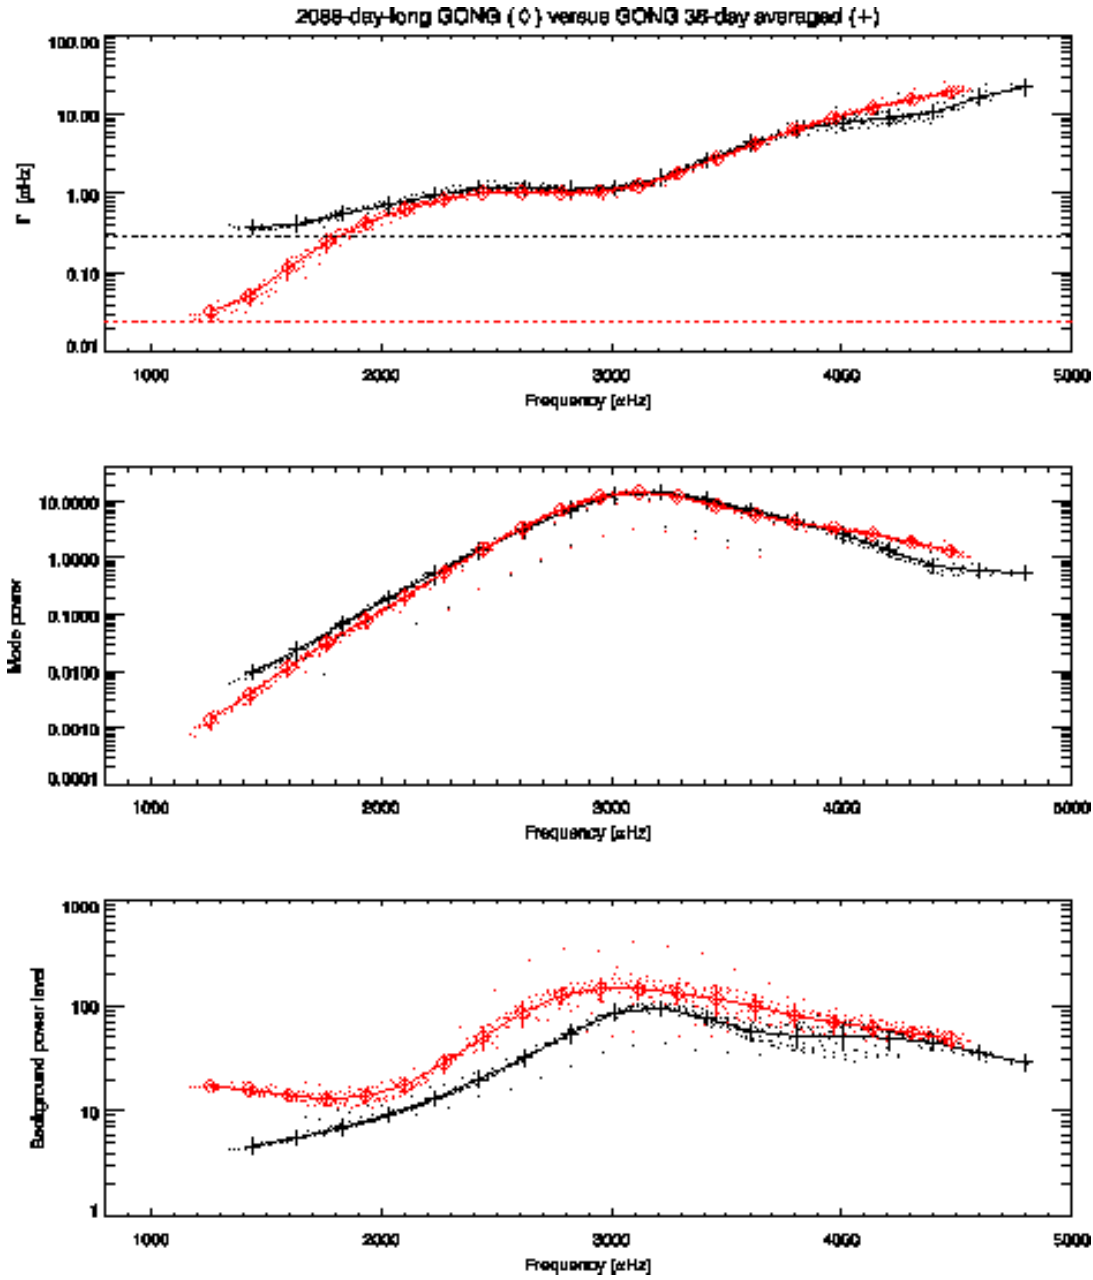 2088-day-long GONG (◊) versus GONG 36-day averaged (+)
100.00
10.00
1.00
0.10
0.01
Γ [μHz]
1000 2000 3000 4000 5000
Frequency [μHz]
10.0000
1.0000
0.1000
0.0100
0.0010
0.0001
Mode power
1000 2000 3000 4000 5000
Frequency [μHz]
1000
100
10
1
Background power level
1000 2000 3000 4000 5000
Frequency [μHz]